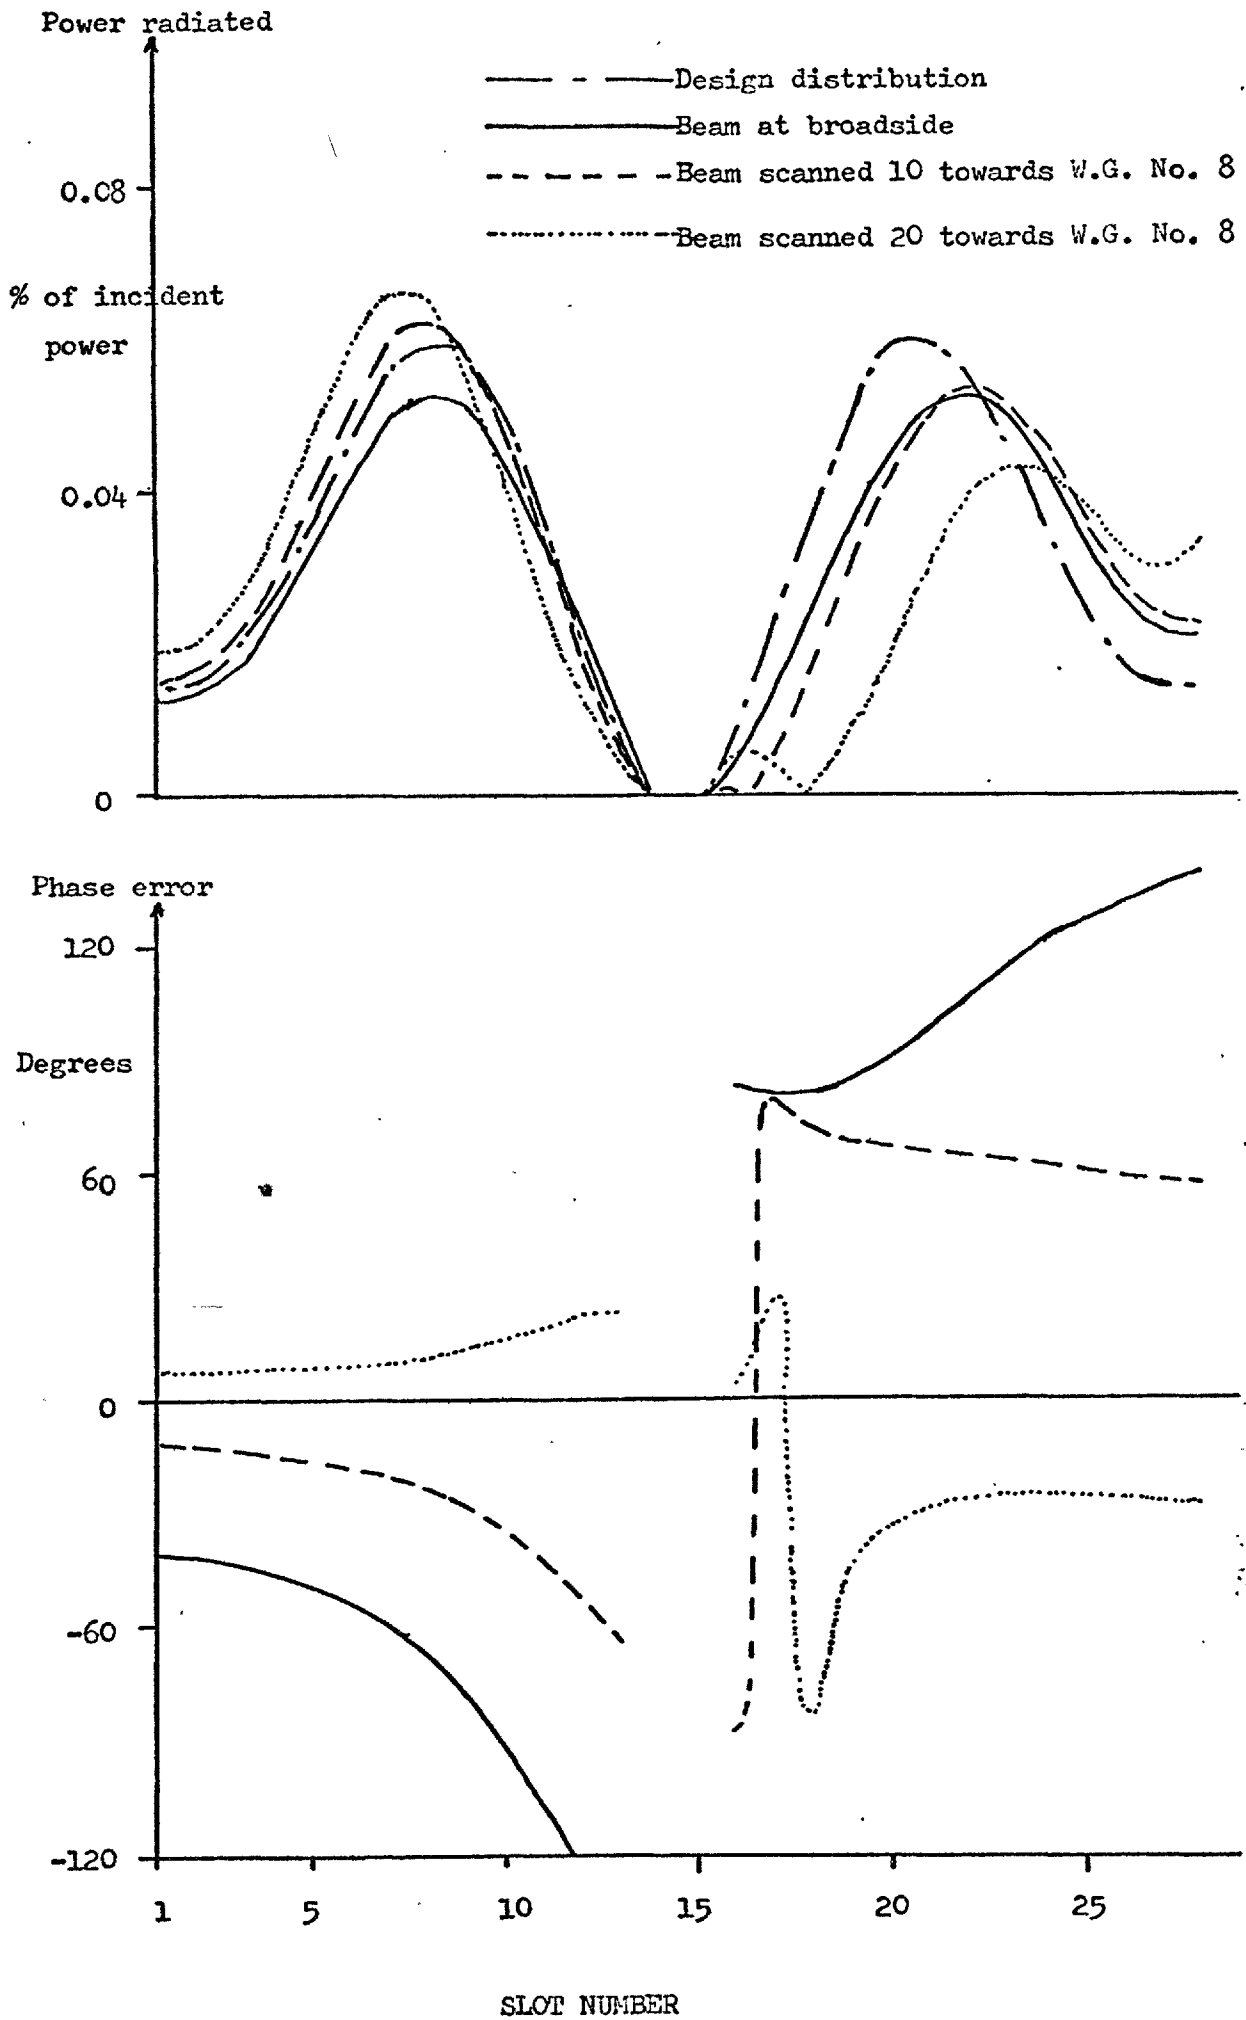 Power radiated
Design distribution
Beam at broadside
Beam scanned 10 towards W.G. No. 8
Beam scanned 20 towards W.G. No. 8
0.08
% of incident
power
0.04
0
Phase error
120
Degrees
60
0
-60
-120
1 5 10 15 20 25
SLOT NUMBER